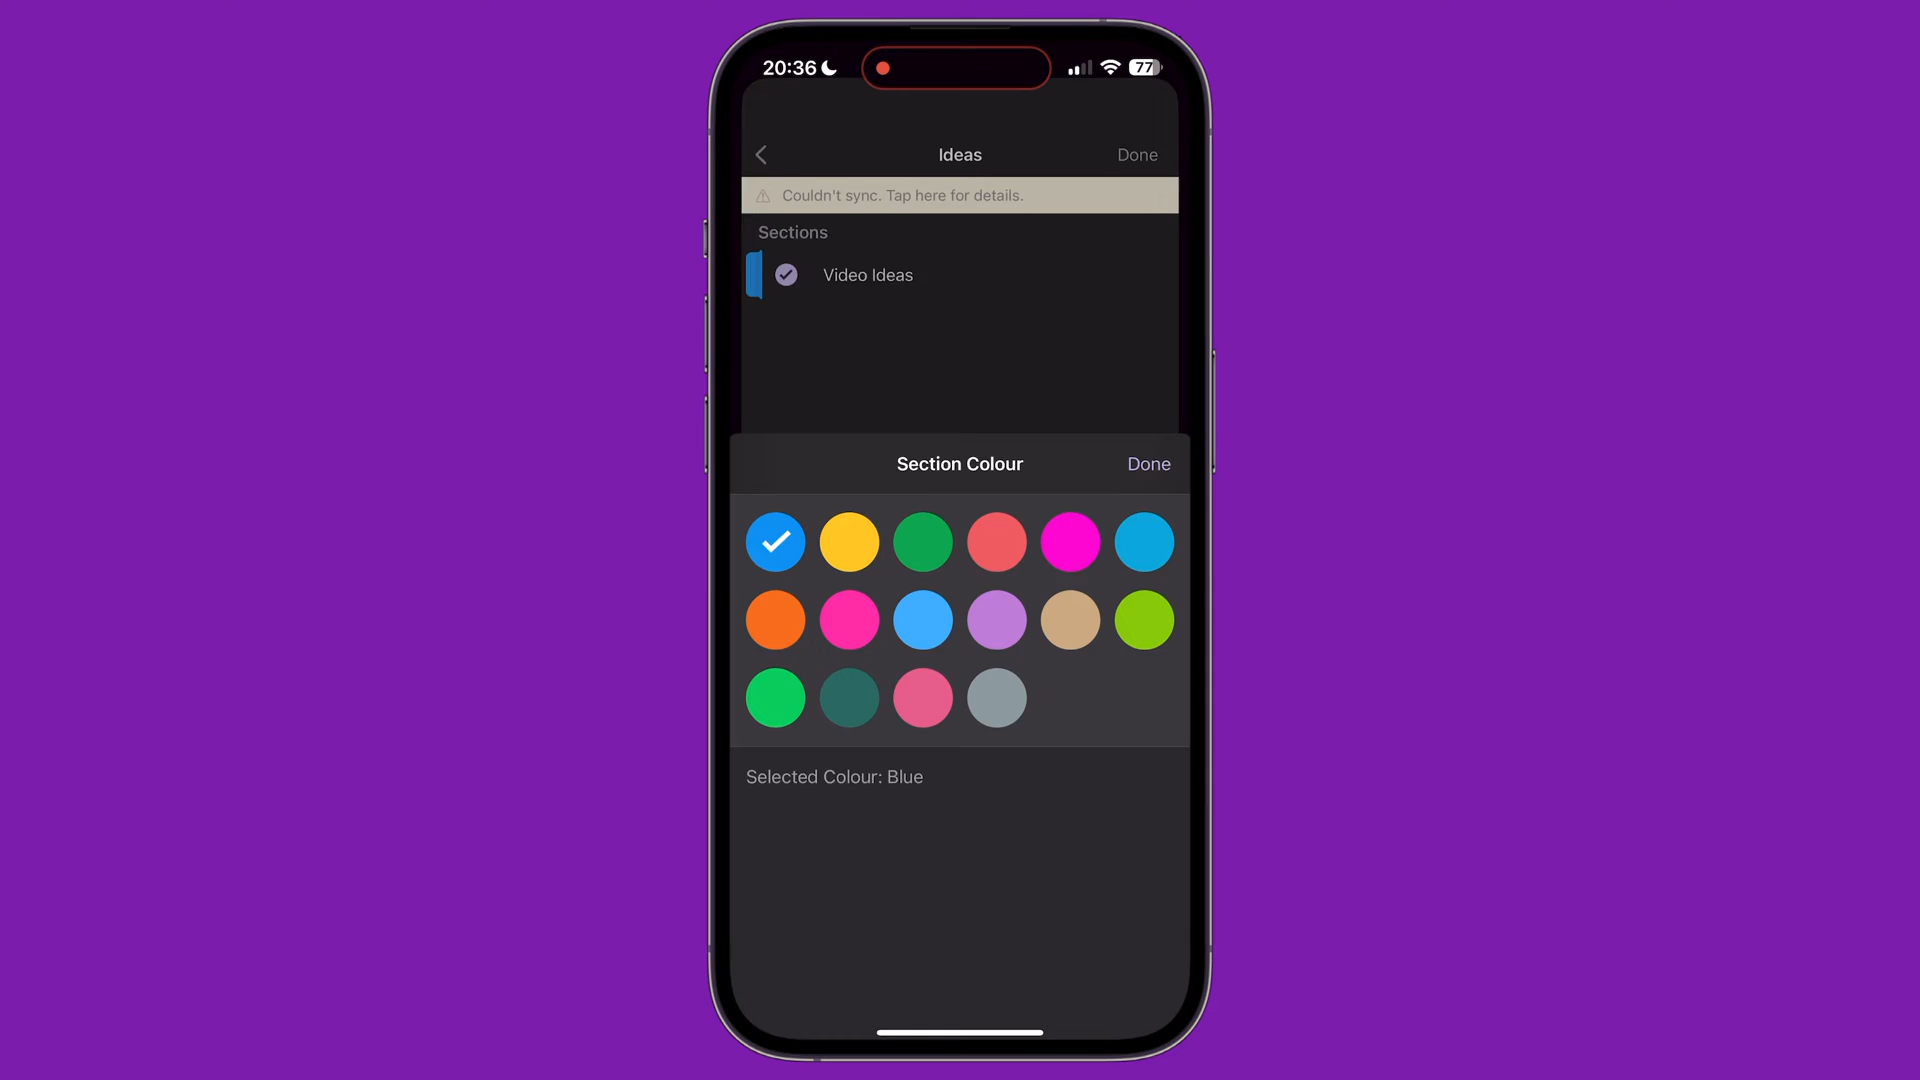 20:36
77
Ideas
Done
Couldn't sync. Tap here for details.
Sections
Video Ideas
Section Colour
Done
Selected Colour: Blue